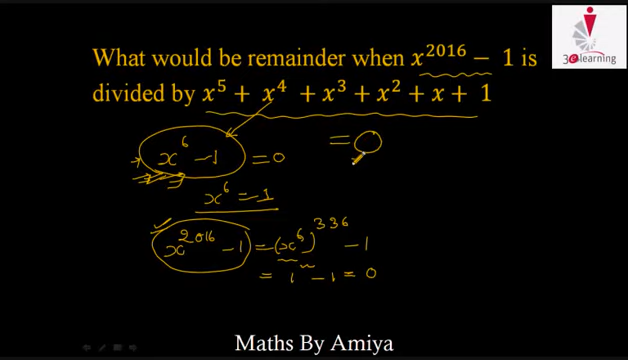 What would be remainder when x^2016 − 1 is
divided by x^5 + x^4 + x^3 + x^2 + x + 1
3elearning
x^6 − 1 = 0
= 0
x^6 = 1
x^2016 − 1 = (x^6)^336 − 1
= 1 − 1 = 0
Maths By Amiya